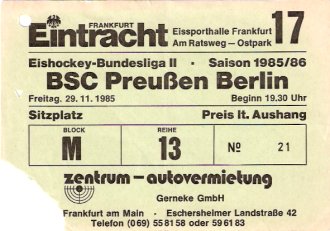 FRANKFURT
Eintracht
Eissporthalle Frankfurt
Am Ratsweg – Ostpark
17
Eishockey-Bundesliga II · Saison 1985/86
BSC Preußen Berlin
Freitag. 29. 11. 1985 Beginn 19.30 Uhr
Sitzplatz Preis lt. Aushang
BLOCK
M
REIHE
13
№ 21
zentrum – autovermietung
Gerneke GmbH
Frankfurt am Main · Eschersheimer Landstraße 42
Telefon (0 69) 55 81 58 oder 59 61 83